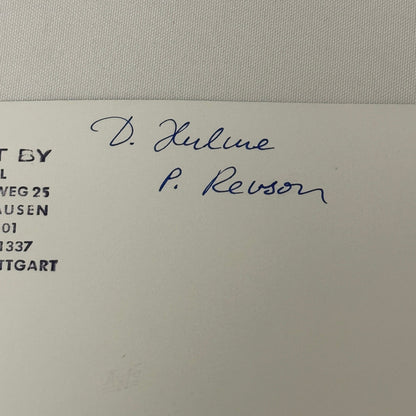 D. Hulme
P. Revson
T BY
L
WEG 25
AUSEN
01
1337
TTGART